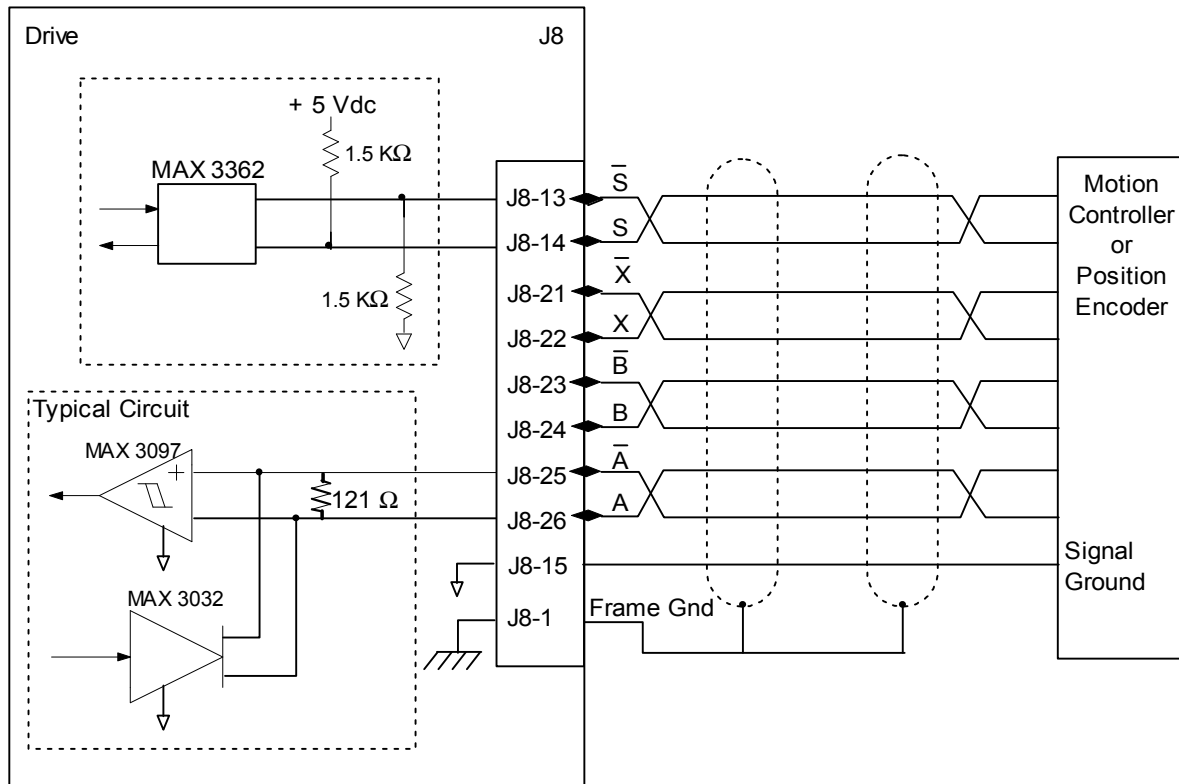 Drive
J8
+ 5 Vdc
1.5 KΩ
MAX 3362
1.5 KΩ
Typical Circuit
MAX 3097
+
121 Ω
MAX 3032
J8-13
J8-14
J8-21
J8-22
J8-23
J8-24
J8-25
J8-26
J8-15
J8-1
S̅
S
X̅
X
B̅
B
A̅
A
Frame Gnd
Motion
Controller
or
Position
Encoder
Signal
Ground